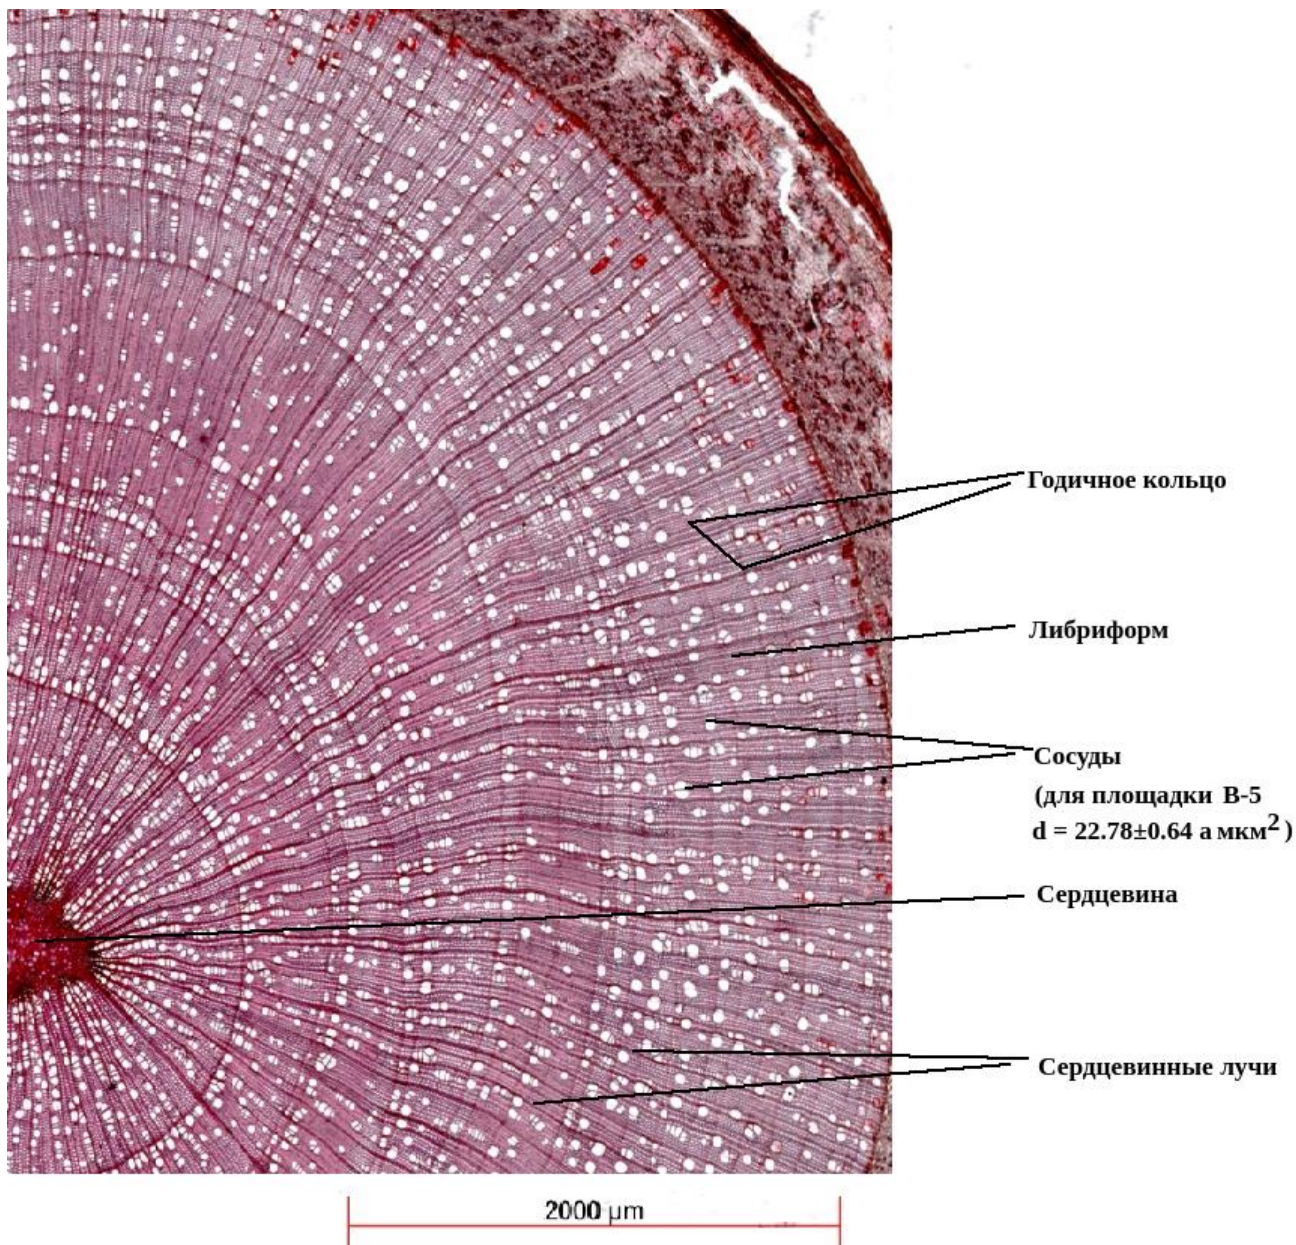 Годичное кольцо
Либриформ
Сосуды
(для площадки В-5
d = 22.78±0.64 а мкм2 )
Сердцевина
Сердцевинные лучи
2000 µm